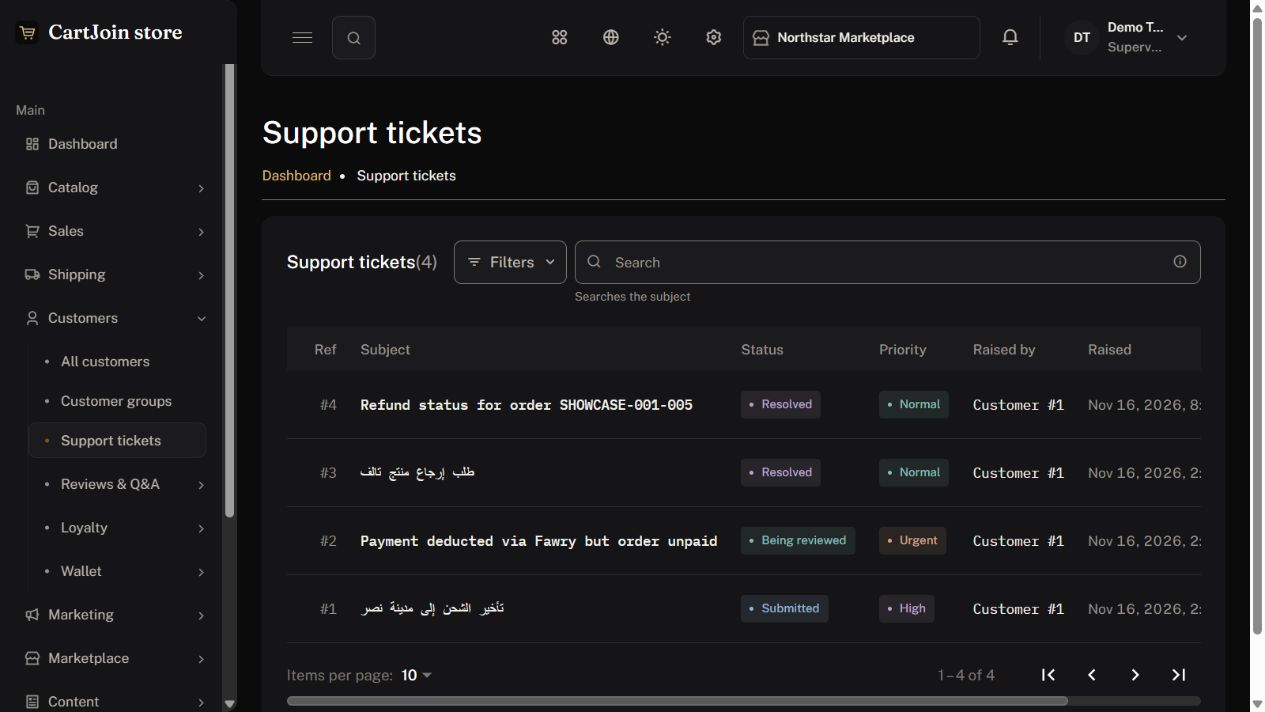 CartJoin store
Northstar Marketplace
DT
Demo T...
Superv...
Main
Dashboard
Catalog
Sales
Shipping
Customers
All customers
Customer groups
Support tickets
Reviews & Q&A
Loyalty
Wallet
Marketing
Marketplace
Content
Support tickets
Dashboard • Support tickets
Support tickets(4)
Filters
Search
Searches the subject
Ref Subject Status Priority Raised by Raised
#4 Refund status for order SHOWCASE-001-005 • Resolved • Normal Customer #1 Nov 16, 2026, 8:
#3 طلب إرجاع منتج تالف • Resolved • Normal Customer #1 Nov 16, 2026, 2:
#2 Payment deducted via Fawry but order unpaid • Being reviewed • Urgent Customer #1 Nov 16, 2026, 2:
#1 تأخير الشحن إلى مدينة نصر • Submitted • High Customer #1 Nov 16, 2026, 2:
Items per page: 10
1–4 of 4